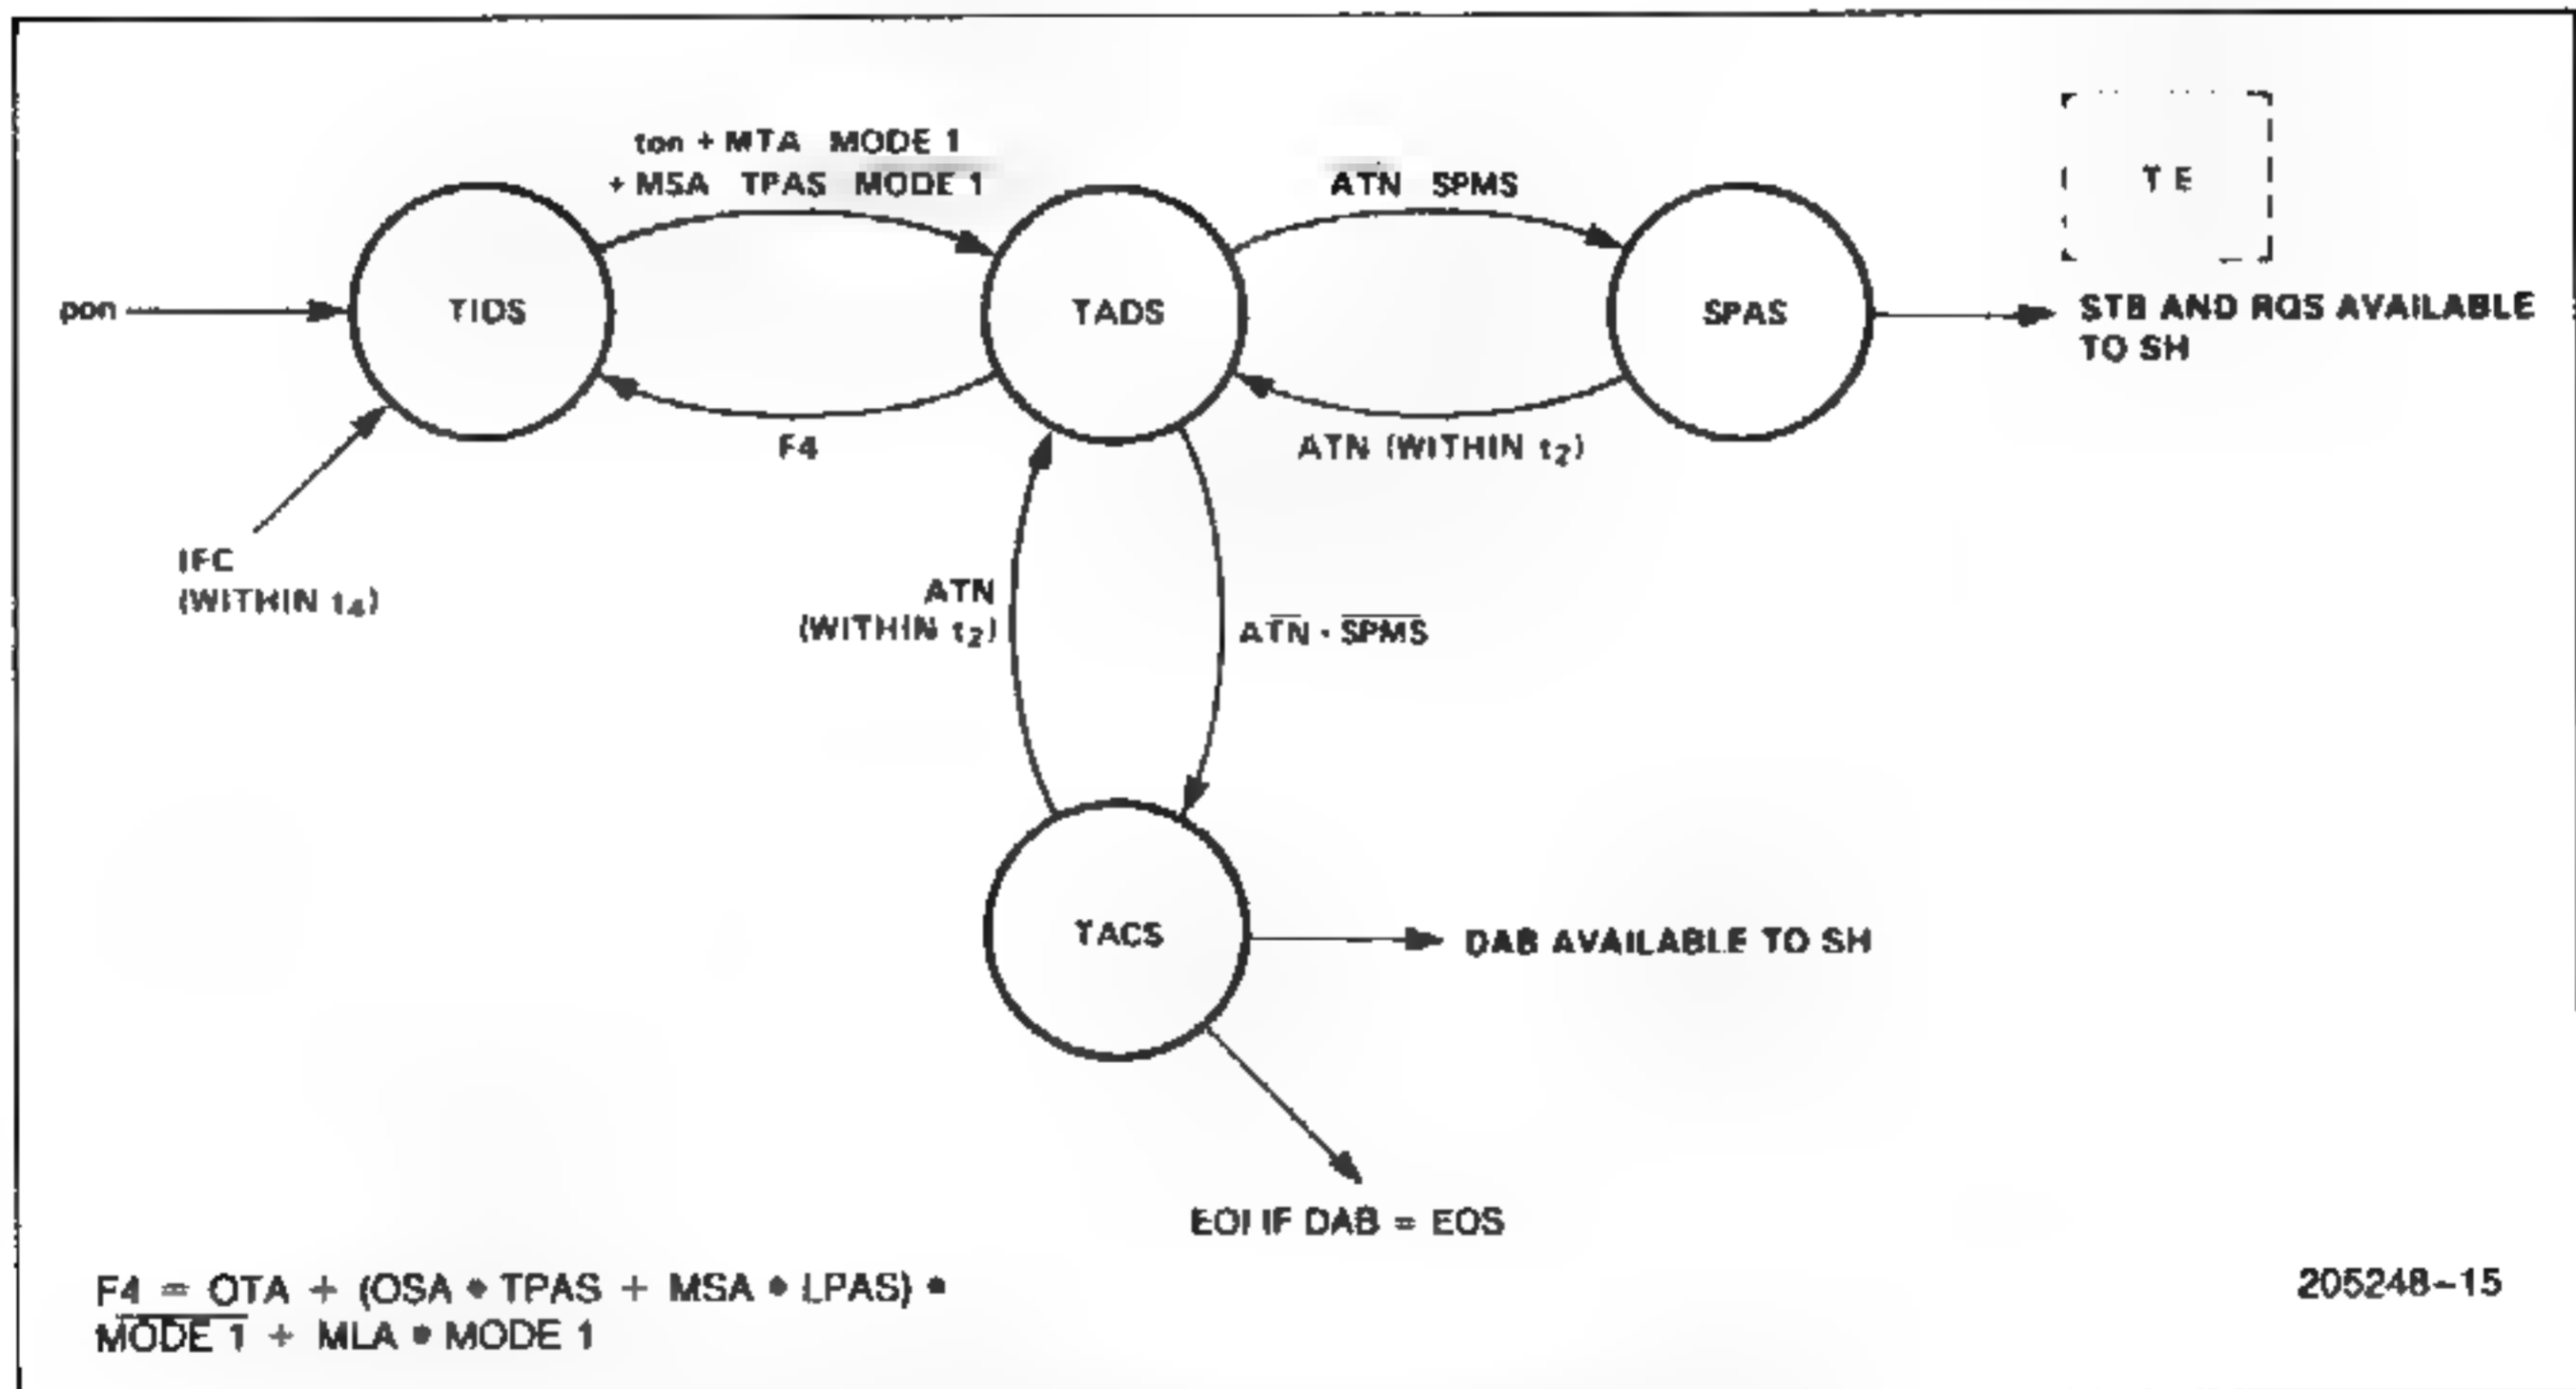 ton + MTA MODE 1
+ MSA TPAS MODE 1
ATN SPMS
T E
pon
TIDS
TADS
SPAS
STB AND RQS AVAILABLE
TO SH
F4
ATN (WITHIN t2)
IFC
(WITHIN t4)
ATN
(WITHIN t2)
ATN · SPMS
TACS
DAB AVAILABLE TO SH
EOI IF DAB = EOS
F4 = OTA + (OSA • TPAS + MSA • LPAS) •
MODE 1 + MLA • MODE 1
205248–15